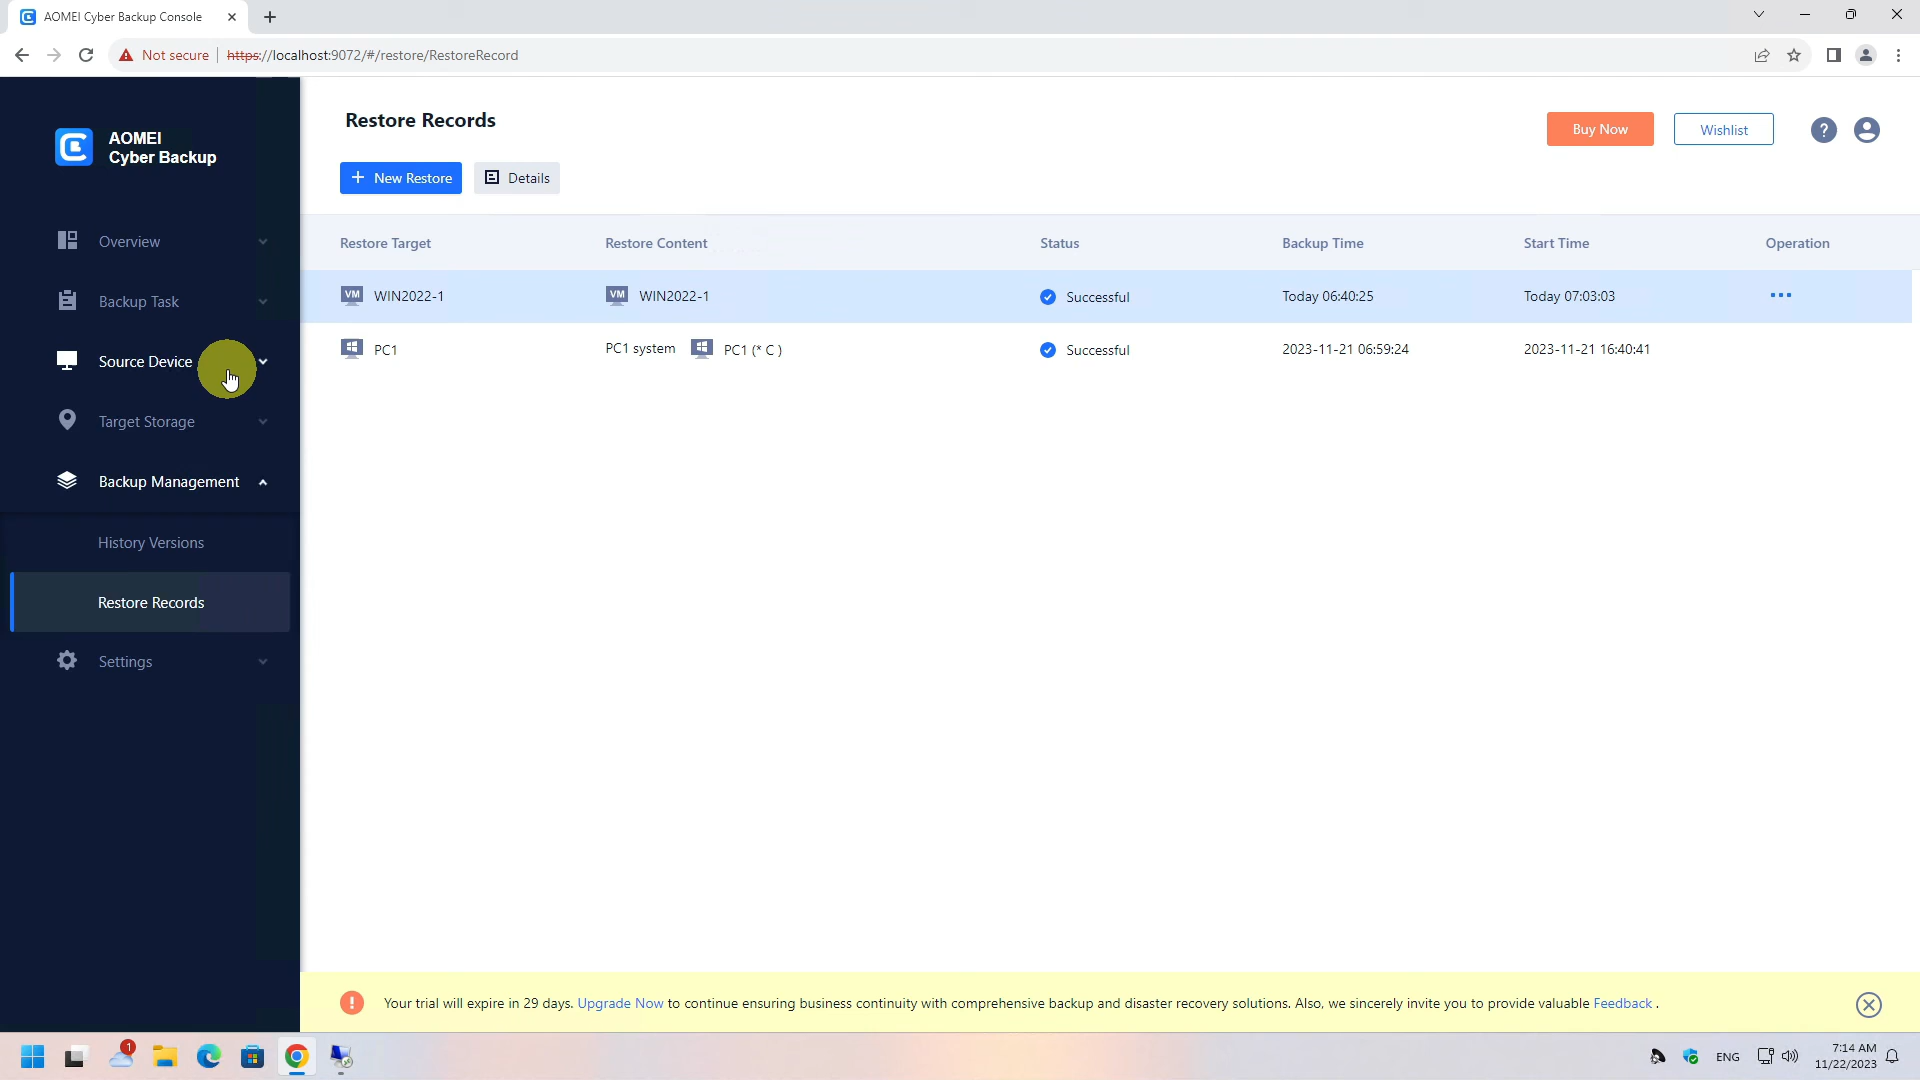 AOMEI Cyber Backup Console
Not secure https://localhost:9072/#/restore/RestoreRecord
AOMEI
Cyber Backup
Overview
Backup Task
Source Device
Target Storage
Backup Management
History Versions
Restore Records
Settings
Restore Records
Buy Now
Wishlist
?
+ New Restore
Details
Restore Target Restore Content Status Backup Time Start Time Operation
VM WIN2022-1 VM WIN2022-1 Successful Today 06:40:25 Today 07:03:03 ...
PC1 PC1 system PC1 (* C ) Successful 2023-11-21 06:59:24 2023-11-21 16:40:41
! Your trial will expire in 29 days. Upgrade Now to continue ensuring business continuity with comprehensive backup and disaster recovery solutions. Also, we sincerely invite you to provide valuable Feedback .
1
ENG
7:14 AM
11/22/2023